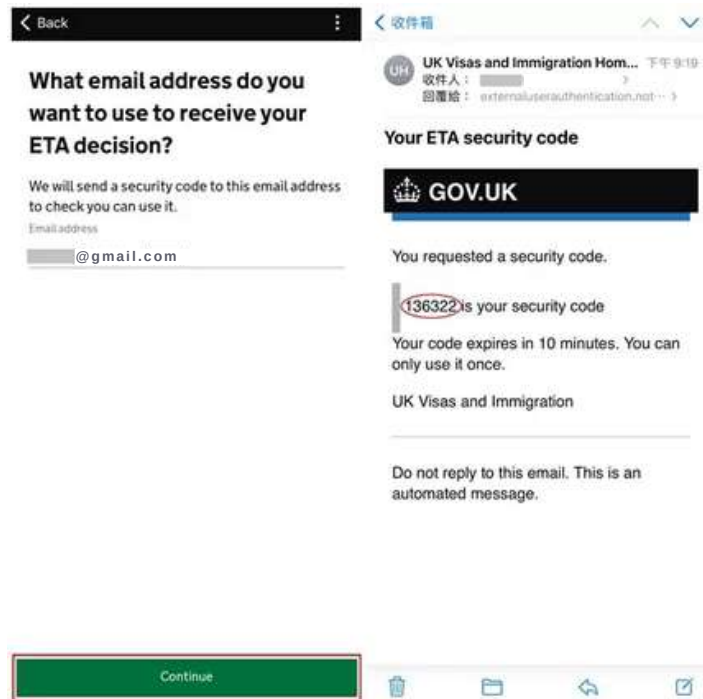 Back
What email address do you
want to use to receive your
ETA decision?
We will send a security code to this email address
to check you can use it.
Email address
@gmail.com
Continue
收件箱
UH
UK Visas and Immigration Hom... 下午 9:19
收件人：
回覆給： externaluserauthentication.not...
Your ETA security code
GOV.UK
You requested a security code.
136322 is your security code
Your code expires in 10 minutes. You can
only use it once.
UK Visas and Immigration
Do not reply to this email. This is an
automated message.